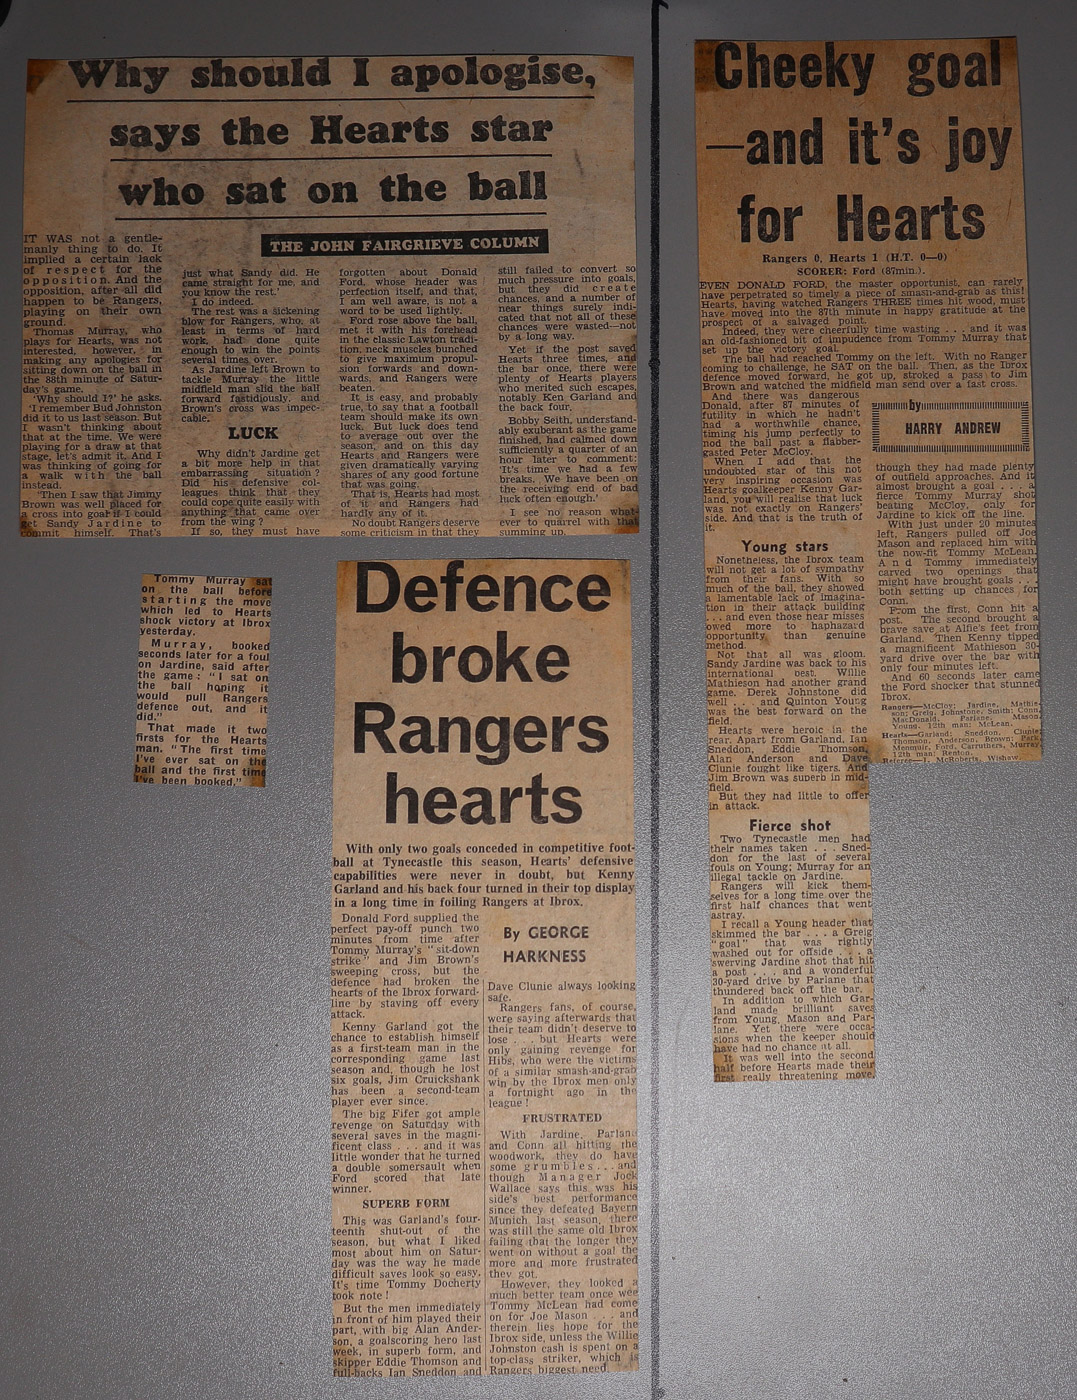 Why should I apologise,
says the Hearts star
who sat on the ball
THE JOHN FAIRGRIEVE COLUMN
IT WAS not a gentle-
manly thing to do. It
implied a certain lack
of respect for the
opposition. And the
opposition, after all did
happen to be Rangers,
playing on their own
ground.
Thomas Murray, who
plays for Hearts, was not
interested, however, in
making any apologies for
sitting down on the ball in
the 88th minute of Satur-
day's game.
'Why should I?' he asks.
'I remember Bud Johnston
did it to us last season. But
I wasn't thinking about
that at the time. We were
playing for a draw at that
stage, let's admit it. And I
was thinking of going for
a walk with the ball
instead.
'Then I saw that Jimmy
Brown was well placed for
a cross into goal if I could
get Sandy Jardine to
commit himself. That's
just what Sandy did. He
came straight for me, and
you know the rest.'
I do indeed.
The rest was a sickening
blow for Rangers, who, at
least in terms of hard
work, had done quite
enough to win the points
several times over.
As Jardine left Brown to
tackle Murray the little
midfield man slid the ball
forward fastidiously, and
Brown's cross was impec-
cable.
LUCK
Why didn't Jardine get
a bit more help in that
embarrassing situation?
Did his defensive col-
leagues think that they
could cope quite easily with
anything that came over
from the wing?
If so, they must have
forgotten about Donald
Ford, whose header was
perfection itself, and that,
I am well aware, is not a
word to be used lightly.
Ford rose above the ball,
met it with his forehead
in the classic Lawton tradi-
tion, neck muscles bunched
to give maximum propul-
sion forwards and down-
wards, and Rangers were
beaten.
It is easy, and perhaps
true, to say that a football
team should make its own
luck. But luck does tend
to average out over the
season, and on this day
Hearts and Rangers were
given dramatically varying
shares of any good fortune
that was going.
That is, Hearts had most
of it and Rangers had
hardly any of it.
No doubt Rangers deserve
some criticism in that they
still failed to convert so
much pressure into goals,
but they did create
chances, and a number of
near things surely indi-
cated that not all of these
chances were wasted—not
by a long way.
Yet if the post saved
Hearts three times, and
the bar once, there were
plenty of Hearts players
who merited such escapes,
notably Ken Garland and
the back four.
Bobby Seith, understand-
ably exuberant as the game
finished, had calmed down
sufficiently a quarter of an
hour later to comment:
'It's time we had a few
breaks. We have been on
the receiving end of bad
luck often enough.'
I see no reason what-
ever to quarrel with that
summing up.
Tommy Murray sat
on the ball before
starting the move
which led to Hearts
shock victory at Ibrox
yesterday.
Murray, booked
seconds later for a foul
on Jardine, said after
the game: "I sat on
the ball hoping it
would pull Rangers
defence out, and it
did."
That made it two
firsts for the Hearts
man. "The first time
I've ever sat on the
ball and the first time
I've been booked."
Defence
broke
Rangers
hearts
With only two goals conceded in competitive foot-
ball at Tynecastle this season, Hearts' defensive
capabilities were never in doubt, but Kenny
Garland and his back four turned in their top display
in a long time in foiling Rangers at Ibrox.
By GEORGE
HARKNESS
Donald Ford supplied the
perfect pay-off punch two
minutes from time after
Tommy Murray's "sit-down
strike" and Jim Brown's
sweeping cross, but the
defence had broken the
hearts of the Ibrox forward-
line by staving off every
attack.
Kenny Garland got the
chance to establish himself
as a first-team man in the
corresponding game last
season and, though he lost
six goals, Jim Cruickshank
has been a second-team
player ever since.
The big Fifer got ample
revenge on Saturday with
several saves in the magni-
ficent class . . . and it was
little wonder that he turned
a double somersault when
Ford scored that late
winner.
SUPERB FORM
This was Garland's four-
teenth shut-out of the
season, but what I liked
most about him on Satur-
day was the way he made
difficult saves look so easy.
It's time Tommy Docherty
took note!
But the men immediately
in front of him played their
part, with big Alan Ander-
son, a goalscoring hero last
week, in superb form, and
skipper Eddie Thomson and
full-backs Ian Sneddon and
Dave Clunie always looking
safe.
Rangers fans, of course,
were saying afterwards that
their team didn't deserve to
lose . . . but Hearts were
only gaining revenge for
Hibs, who were the victims
of a similar smash-and-grab
win by the Ibrox men only
a fortnight ago in the
league!
FRUSTRATED
With Jardine, Parlane
and Conn all hitting the
woodwork, they do have
some grumbles . . . and
though Manager Jock
Wallace says this was his
side's best performance
since they defeated Bayern
Munich last season, there
was still the same old Ibrox
failing that the longer they
went on without a goal the
more and more frustrated
they got.
However, they looked a
much better team once wee
Tommy McLean had come
on for Joe Mason . . . and
therein lies hope for the
Ibrox side, unless the Willie
Johnston cash is spent on a
top-class striker, which is
Rangers biggest need.
Cheeky goal
—and it's joy
for Hearts
Rangers 0, Hearts 1 (H.T. 0—0)
SCORER: Ford (87min.).
EVEN DONALD FORD, the master opportunist, can rarely
have perpetrated so timely a piece of smash-and-grab as this!
Hearts, having watched Rangers THREE times hit wood, must
have moved into the 87th minute in happy gratitude at the
prospect of a salvaged point.
Indeed, they were cheerfully time wasting . . . and it was
an old-fashioned bit of impudence from Tommy Murray that
set up the victory goal.
The ball had reached Tommy on the left. With no Ranger
coming to challenge, he SAT on the ball. Then, as the Ibrox
defence moved forward, he got up, stroked a pass to Jim
Brown and watched the midfield man send over a fast cross.
by
HARRY ANDREW
And there was dangerous
Donald, after 87 minutes of
futility in which he hadn't
had a worthwhile chance,
timing his jump perfectly to
nod the ball past a flabber-
gasted Peter McCloy.
When I add that the
undoubted star of this not
very inspiring occasion was
Hearts goalkeeper Kenny Gar-
land, you will realise that luck
was not exactly on Rangers'
side. And that is the truth of
it.
Young stars
Nonetheless, the Ibrox team
will not get a lot of sympathy
from their fans. With so
much of the ball, they showed
a lamentable lack of imagina-
tion in their attack building
. . . and even those near misses
owed more to haphazard
opportunity than genuine
method.
Not that all was gloom.
Sandy Jardine was back to his
international best. Willie
Mathieson had another grand
game. Derek Johnstone did
well . . . and Quinton Young
was the best forward on the
field.
Hearts were heroic in the
rear. Apart from Garland, Ian
Sneddon, Eddie Thomson,
Alan Anderson and Dave
Clunie fought like tigers. And
Jim Brown was superb in mid-
field.
But they had little to offer
in attack.
Fierce shot
Two Tynecastle men had
their names taken . . . Sned-
don for the last of several
fouls on Young; Murray for an
illegal tackle on Jardine.
Rangers will kick them-
selves for a long time over the
first half chances that went
astray.
I recall a Young header that
skimmed the bar . . . a Greig
"goal" that was rightly
washed out for offside . . . a
swerving Jardine shot that hit
a post . . . and a wonderful
30-yard drive by Parlane that
thundered back off the bar.
In addition to which Gar-
land made brilliant saves
from Young, Mason and Par-
lane. Yet there were occa-
sions when the keeper should
have had no chance at all.
It was well into the second
half before Hearts made their
first really threatening move,
though they had made plenty
of outfield approaches. And it
almost brought a goal . . . a
fierce Tommy Murray shot
beating McCloy, only for
Jardine to kick off the line.
With just under 20 minutes
left, Rangers pulled off Joe
Mason and replaced him with
the now-fit Tommy McLean.
And Tommy immediately
carved two openings that
might have brought goals . . .
both setting up chances for
Conn.
From the first, Conn hit a
post. The second brought a
brave save at Alfie's feet from
Garland. Then Kenny tipped
a magnificent Mathieson 30-
yard drive over the bar with
only four minutes left.
And 60 seconds later came
the Ford shocker that stunned
Ibrox.
Rangers—McCloy; Jardine, Mathie-
son; Greig, Johnstone, Smith; Conn,
MacDonald, Parlane, Mason,
Young. 12th man: McLean.
Hearts—Garland; Sneddon, Clunie;
Thomson, Anderson, Brown; Park,
Menmuir, Ford, Carruthers, Murray.
12th man: Renton.
Referee—J. McRoberts, Wishaw.